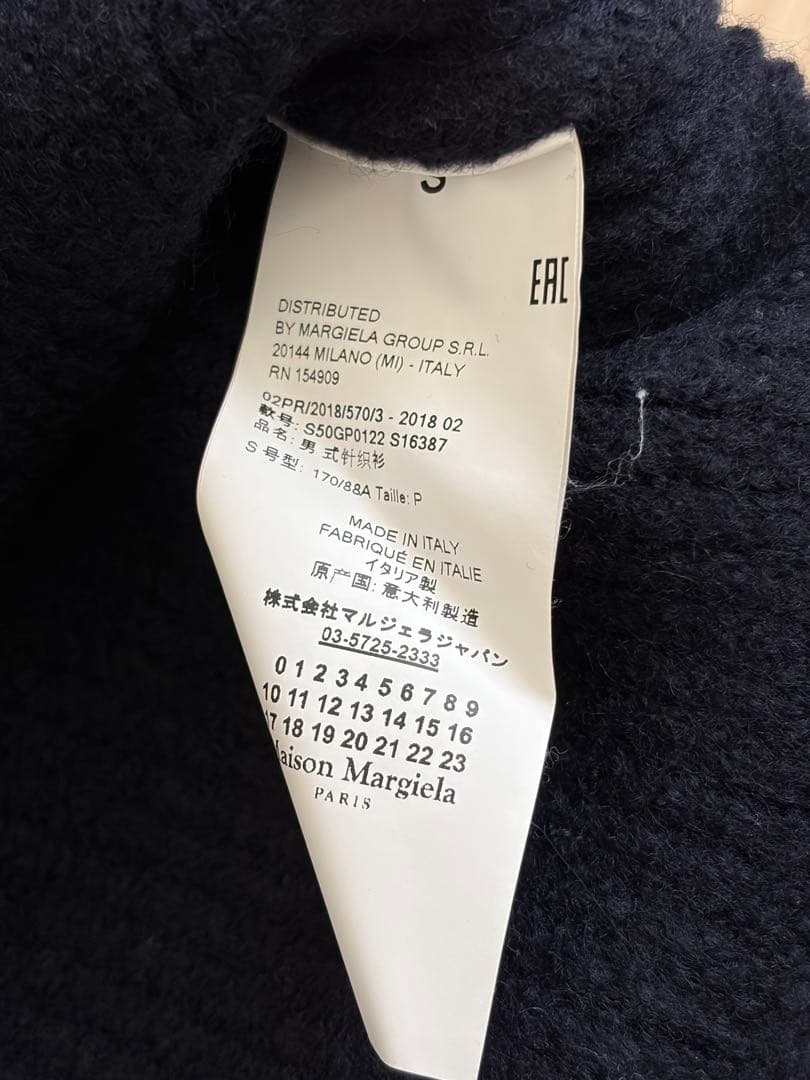 S
EAC
DISTRIBUTED
BY MARGIELA GROUP S.R.L.
20144 MILANO (MI) - ITALY
RN 154909
02PR/2018/570/3 - 2018 02
款号: S50GP0122 S16387
品名: 男式针织衫
S 号型: 170/88A Taille: P
MADE IN ITALY
FABRIQUÉ EN ITALIE
イタリア製
原产国: 意大利製造
株式会社マルジェラジャパン
03-5725-2333
0 1 2 3 4 5 6 7 8 9
10 11 12 13 14 15 16
17 18 19 20 21 22 23
Maison Margiela
PARIS